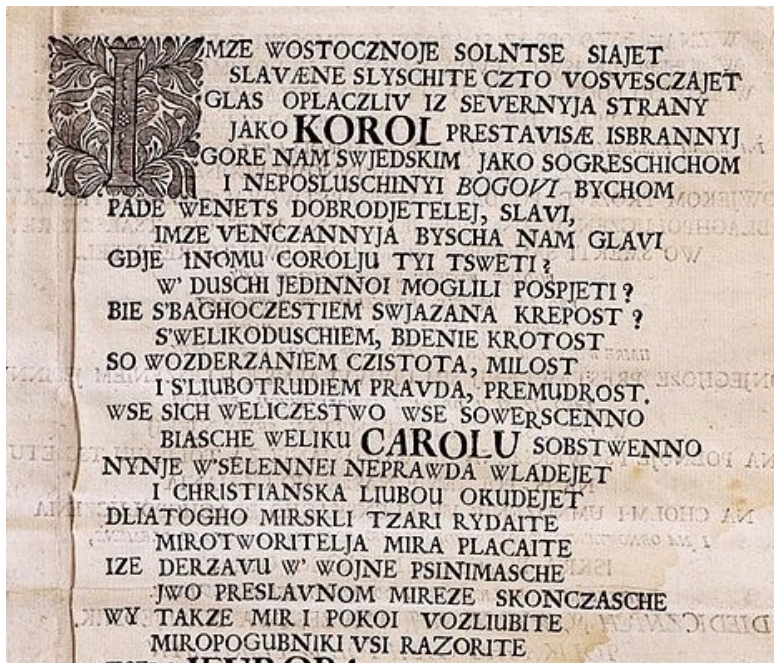 IMZE WOSTOCZNOJE SOLNTSE SIAJET
SLAVÆNE SLYSCHITE CZTO VOSVESCZAJET
GLAS OPLACZLIV IZ SEVERNYJA STRANY
JAKO KOROL PRESTAVISÆ ISBRANNYJ
GORE NAM SWJEDSKIM JAKO SOGRESCHICHOM
I NEPOSLUSCHINYI BOGOVI BYCHOM
PADE WENETS DOBRODJETELEJ, SLAVI,
IMZE VENCZANNYJA BYSCHA NAM GLAVI
GDJE INOMU COROLJU TYI TSWETI?
W' DUSCHI JEDINNOI MOGLILI POSPJETI?
BIE S'BAGHOCZESTIEM SWJAZANA KREPOST?
S'WELIKODUSCHIEM, BDENIE KROTOST
SO WOZDERZANIEM CZISTOTA, MILOST
I S'LIUBOTRUDIEM PRAVDA, PREMUDROST.
WSE SICH WELICZESTWO WSE SOWERSCENNO
BIASCHE WELIKU CAROLU SOBSTWENNO
NYNJE W'SELENNEI NEPRAWDA WLADEJET
I CHRISTIANSKA LIUBOU OKUDEJET
DLIATOGHO MIRSKLI TZARI RYDAITE
MIROTWORITELJA MIRA PLACAITE
IZE DERZAVU W' WOJNE PSINIMASCHE
JWO PRESLAVNOM MIREZE SKONCZASCHE
WY TAKZE MIR I POKOI VOZLIUBITE
MIROPOGUBNIKI VSI RAZORITE